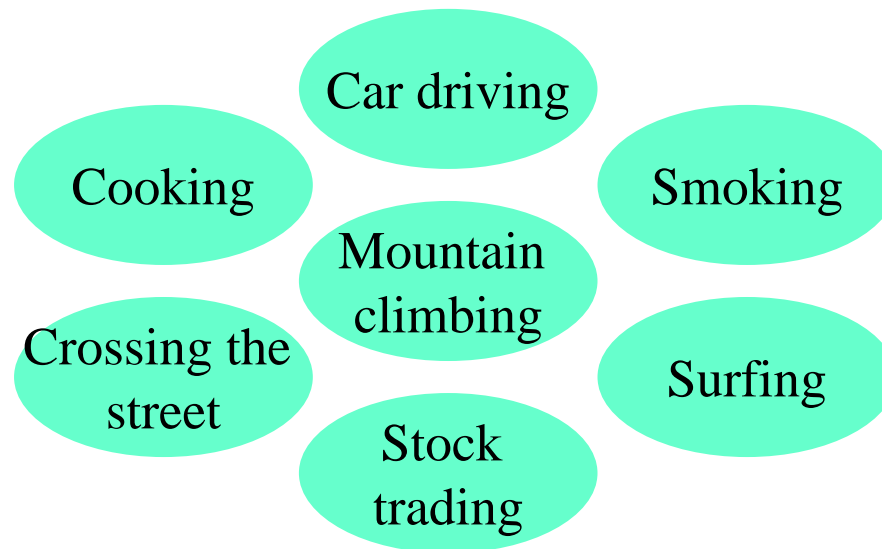 Car driving
Cooking
Smoking
Mountain
climbing
Crossing the
street
Surfing
Stock
trading